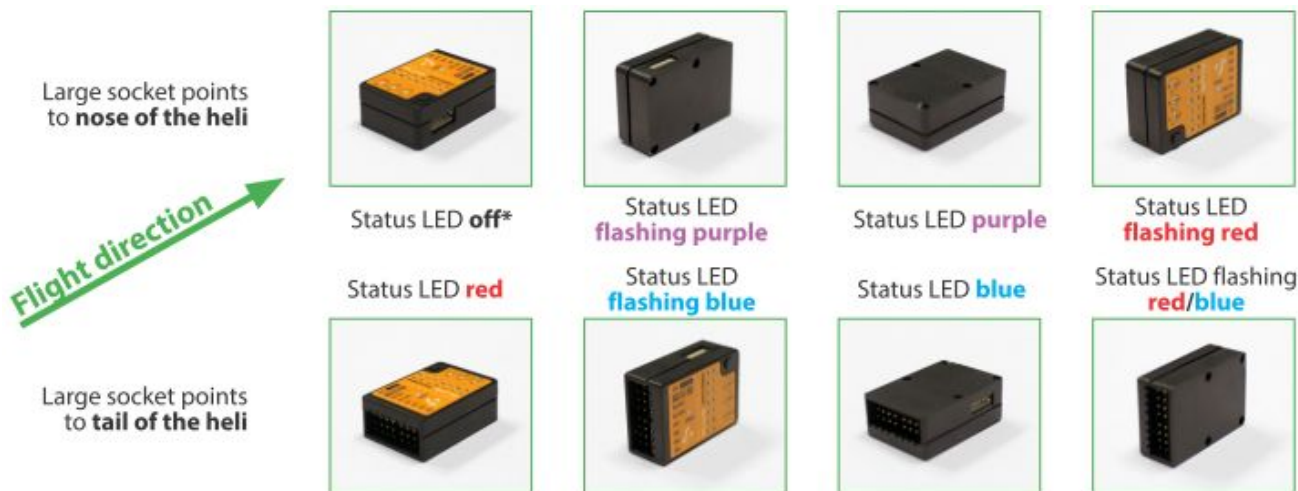 Large socket points
to nose of the heli
Flight direction
Status LED off*
Status LED
flashing purple
Status LED purple
Status LED
flashing red
Status LED red
Status LED
flashing blue
Status LED blue
Status LED flashing
red/blue
Large socket points
to tail of the heli